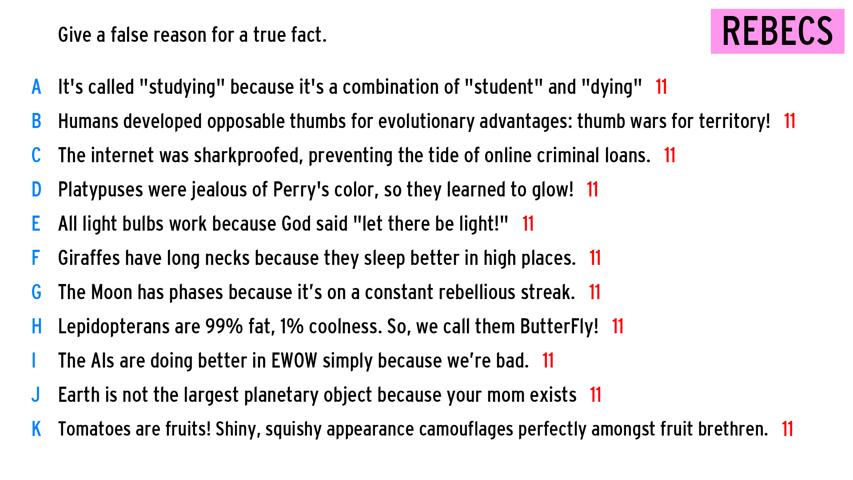 Give a false reason for a true fact.
REBECS
A It's called "studying" because it's a combination of "student" and "dying" 11
B Humans developed opposable thumbs for evolutionary advantages: thumb wars for territory! 11
C The internet was sharkproofed, preventing the tide of online criminal loans. 11
D Platypuses were jealous of Perry's color, so they learned to glow! 11
E All light bulbs work because God said "let there be light!" 11
F Giraffes have long necks because they sleep better in high places. 11
G The Moon has phases because it’s on a constant rebellious streak. 11
H Lepidopterans are 99% fat, 1% coolness. So, we call them ButterFly! 11
I The AIs are doing better in EWOW simply because we’re bad. 11
J Earth is not the largest planetary object because your mom exists 11
K Tomatoes are fruits! Shiny, squishy appearance camouflages perfectly amongst fruit brethren. 11